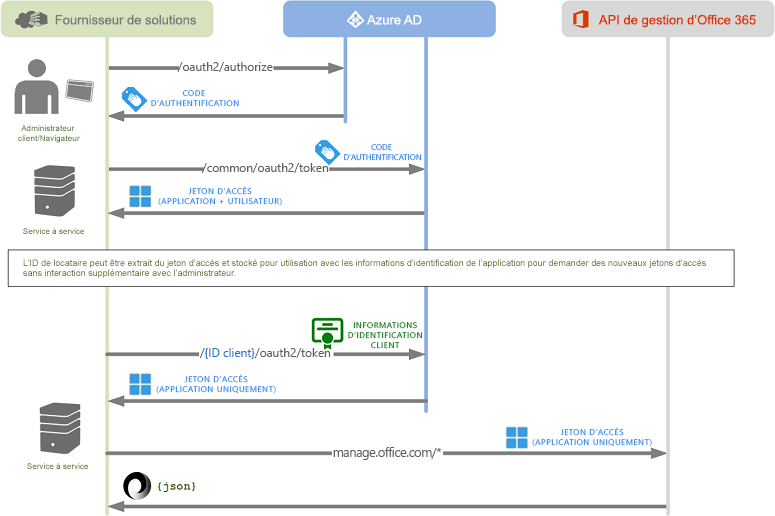 Fournisseur de solutions
Azure AD
API de gestion d'Office 365
/oauth2/authorize
CODE
D'AUTHENTIFICATION
Administrateur
client/Navigateur
CODE
D'AUTHENTIFICATION
/common/oauth2/token
JETON D'ACCÈS
(APPLICATION + UTILISATEUR)
Service à service
L'ID de locataire peut être extrait du jeton d'accès et stocké pour utilisation avec les informations d'identification de l'application pour demander des nouveaux jetons d'accès
sans interaction supplémentaire avec l'administrateur.
INFORMATIONS
D'IDENTIFICATION
CLIENT
/{ID client}/oauth2/token
JETON D'ACCÈS
(APPLICATION UNIQUEMENT)
JETON D'ACCÈS
(APPLICATION UNIQUEMENT)
manage.office.com/*
Service à service
{json}